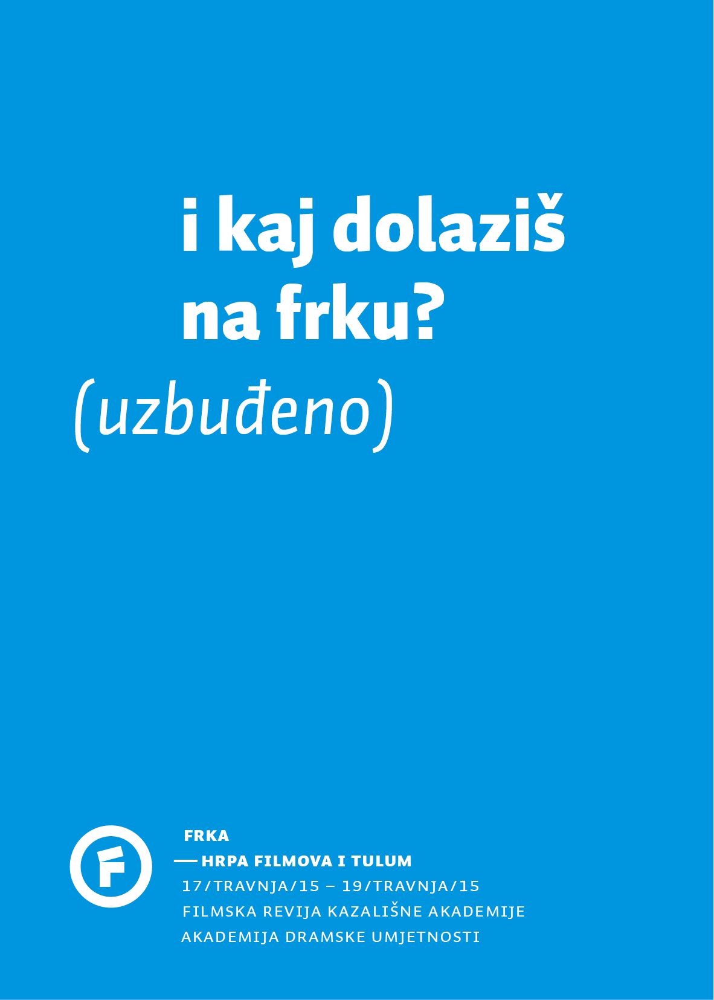 i kaj dolaziš
na frku?
(uzbuđeno)
F
FRKA
—HRPA FILMOVA I TULUM
17/TRAVNJA/15 – 19/TRAVNJA/15
FILMSKA REVIJA KAZALIŠNE AKADEMIJE
AKADEMIJA DRAMSKE UMJETNOSTI